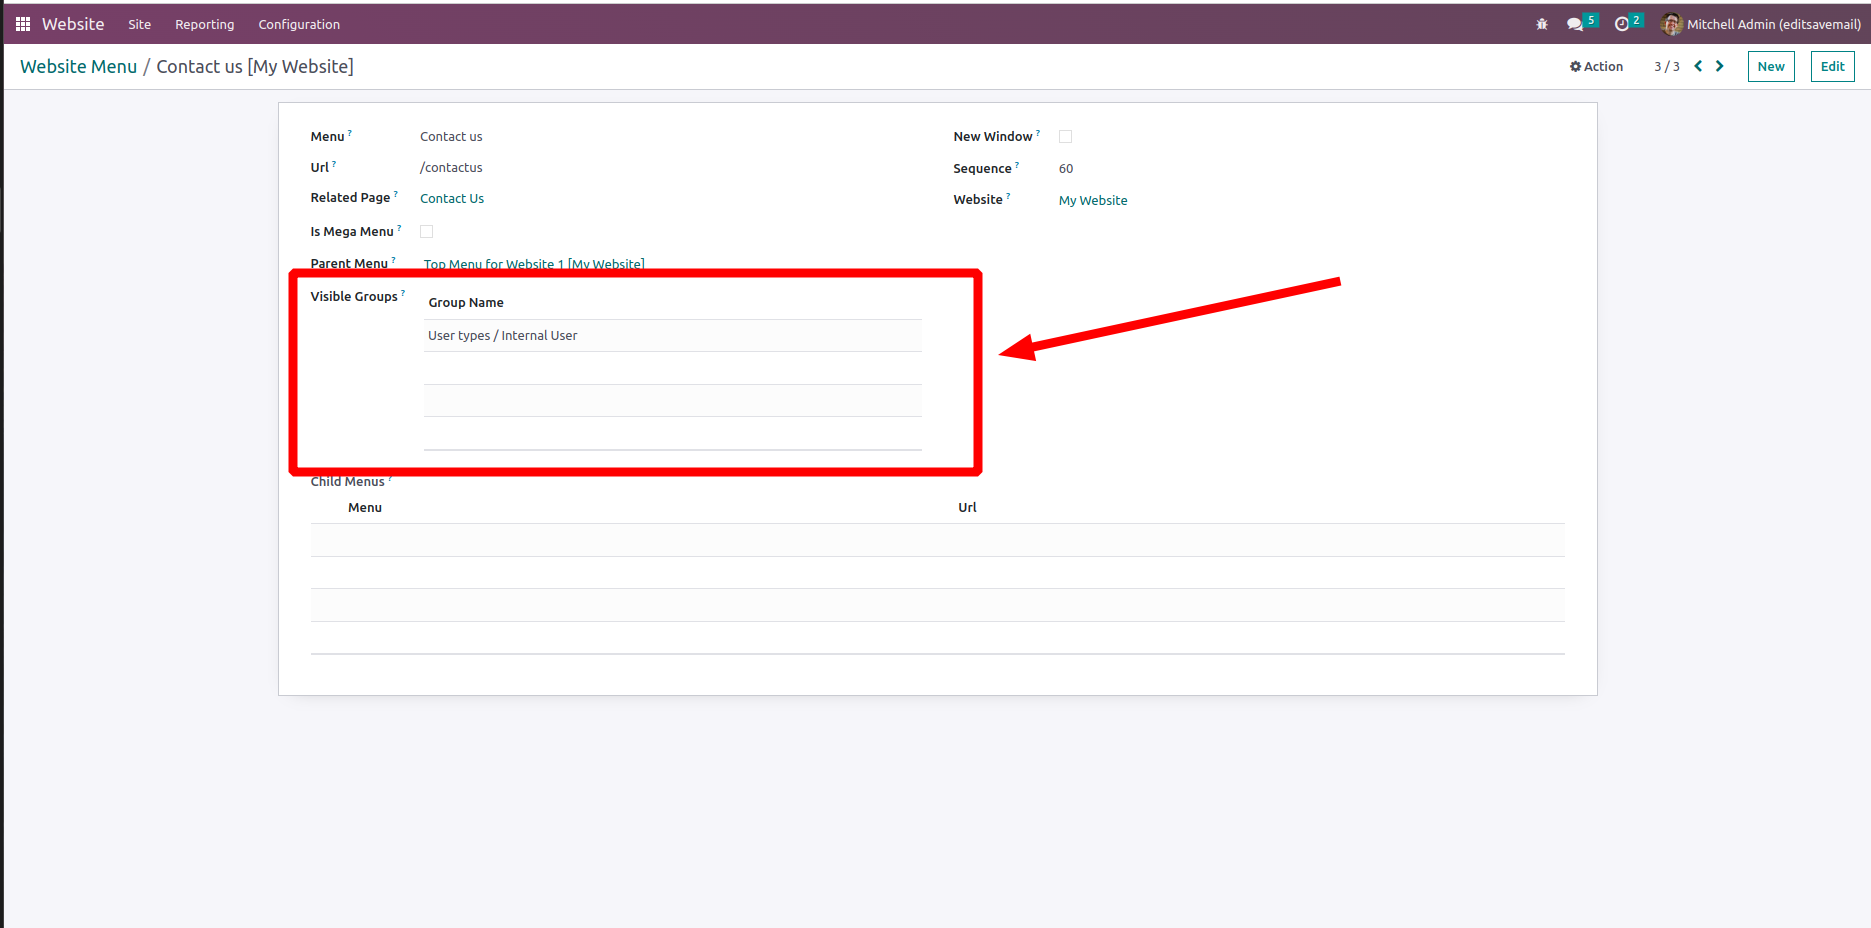 Website Site Reporting Configuration 5 2 Mitchell Admin (editsavemail)
Website Menu / Contact us [My Website] Action 3 / 3 New Edit
Menu ? Contact us New Window ?
Url ? /contactus Sequence ? 60
Related Page ? Contact Us Website ? My Website
Is Mega Menu ?
Parent Menu ? Top Menu for Website 1 [My Website]
Visible Groups ? Group Name
User types / Internal User
Child Menus ?
Menu Url